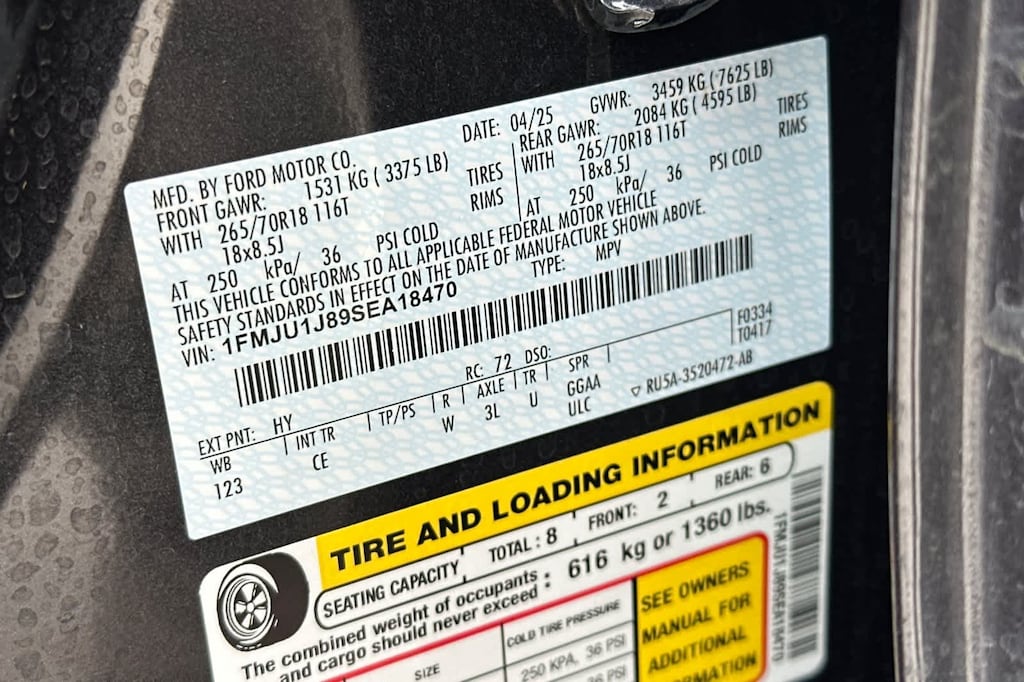 MFD. BY FORD MOTOR CO.
DATE: 04/25 GVWR: 3459 KG ( 7625 LB)
FRONT GAWR: 1531 KG ( 3375 LB) REAR GAWR: 2084 KG ( 4595 LB)
WITH 265/70R18 116T TIRES WITH 265/70R18 116T TIRES
18x8.5J RIMS 18x8.5J RIMS
AT 250 kPa/ 36 PSI COLD AT 250 kPa/ 36 PSI COLD
THIS VEHICLE CONFORMS TO ALL APPLICABLE FEDERAL MOTOR VEHICLE
SAFETY STANDARDS IN EFFECT ON THE DATE OF MANUFACTURE SHOWN ABOVE.
VIN: 1FMJU1J89SEA18470 TYPE: MPV
F0334
T0417
EXT PNT: HY RC: 72 DSO:
WB INT TR TP/PS R AXLE TR SPR
123 CE W 3L U GGAA
ULC
RU5A-3520472-AB
TIRE AND LOADING INFORMATION
SEATING CAPACITY TOTAL: 8 FRONT: 2 REAR: 6
The combined weight of occupants and cargo should never exceed : 616 kg or 1360 lbs.
SIZE COLD TIRE PRESSURE
250 KPA, 36 PSI
36 PSI
SEE OWNERS
MANUAL FOR
ADDITIONAL
1FMJU1J89SEA18470